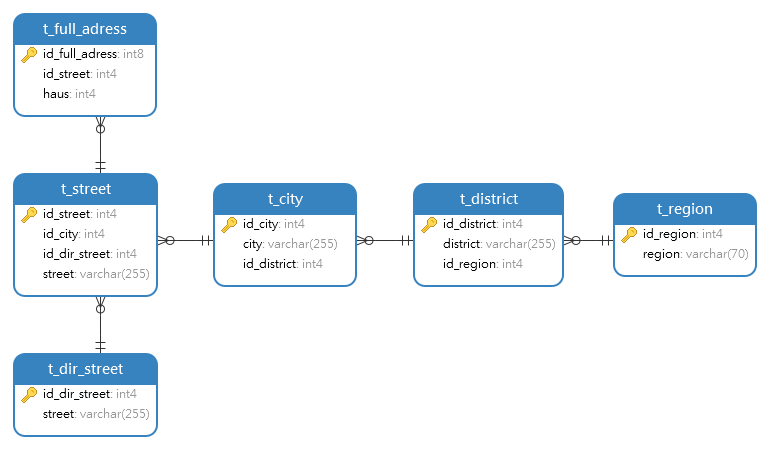 t_full_adress
id_full_adress: int8
id_street: int4
haus: int4
t_street
id_street: int4
id_city: int4
id_dir_street: int4
street: varchar(255)
t_city
id_city: int4
city: varchar(255)
id_district: int4
t_district
id_district: int4
district: varchar(255)
id_region: int4
t_region
id_region: int4
region: varchar(70)
t_dir_street
id_dir_street: int4
street: varchar(255)